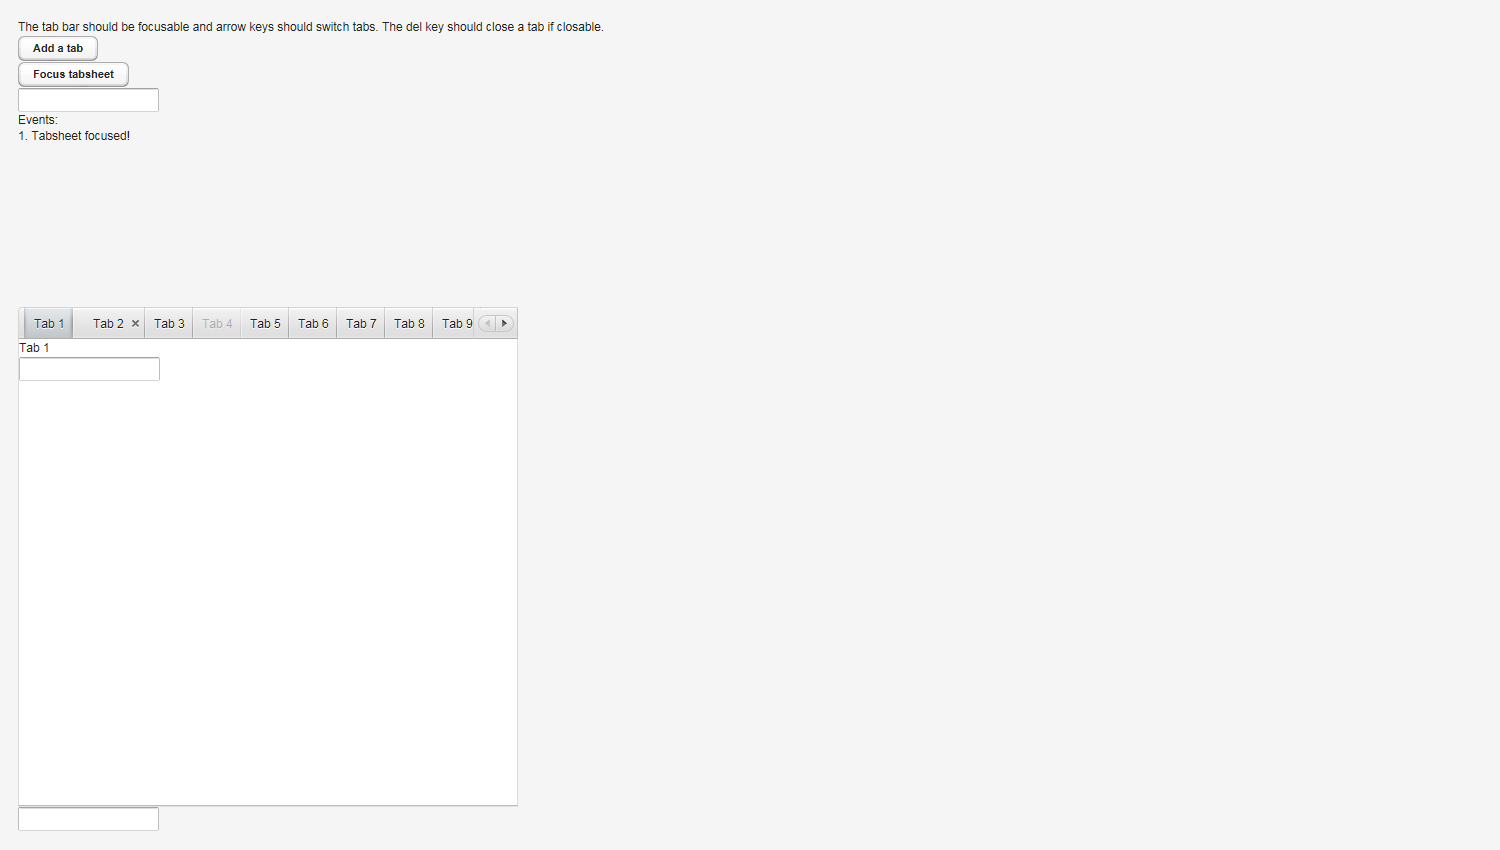 The tab bar should be focusable and arrow keys should switch tabs. The del key should close a tab if closable.
Add a tab
Focus tabsheet
Events:
1. Tabsheet focused!
Tab 1 Tab 2 Tab 3 Tab 4 Tab 5 Tab 6 Tab 7 Tab 8 Tab 9
Tab 1